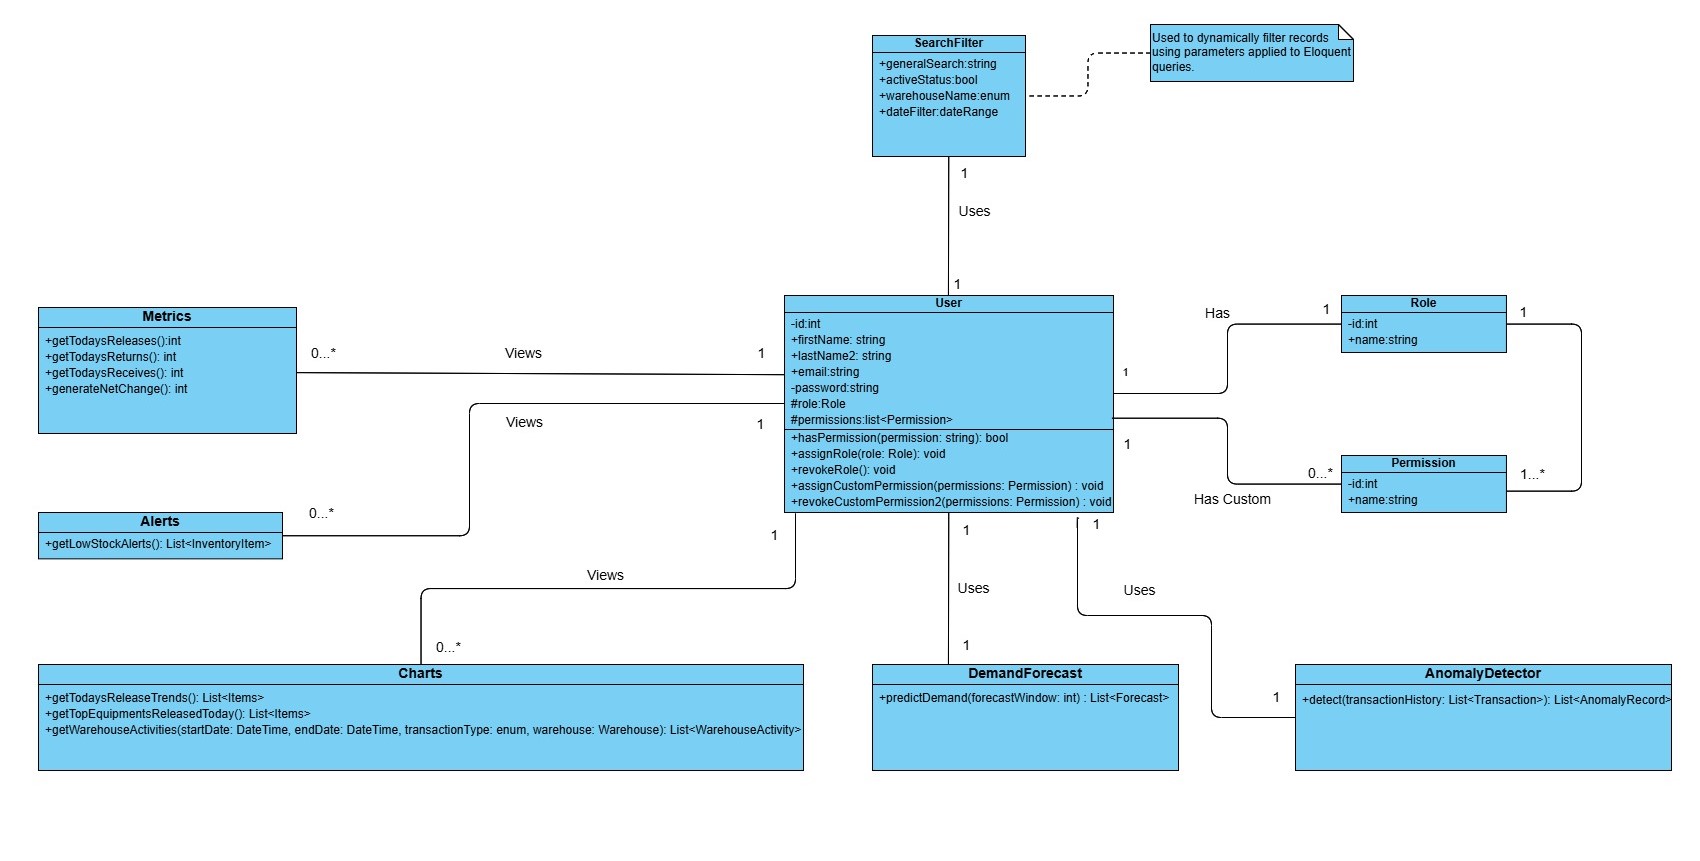 SearchFilter
+generalSearch:string
+activeStatus:bool
+warehouseName:enum
+dateFilter:dateRange
Used to dynamically filter records
using parameters applied to Eloquent
queries.
1
Uses
1
User
-id:int
+firstName: string
+lastName2: string
+email:string
-password:string
#role:Role
#permissions:list<Permission>
+hasPermission(permission: string): bool
+assignRole(role: Role): void
+revokeRole(): void
+assignCustomPermission(permissions: Permission) : void
+revokeCustomPermission2(permissions: Permission) : void
Metrics
+getTodaysReleases():int
+getTodaysReturns(): int
+getTodaysReceives(): int
+generateNetChange(): int
0...*
Views
1
Views
1
Alerts
+getLowStockAlerts(): List<InventoryItem>
0...*
Has
1
1
Role
-id:int
+name:string
1
1
0...*
Has Custom
Permission
-id:int
+name:string
1...*
1
Views
0...*
Charts
+getTodaysReleaseTrends(): List<Items>
+getTopEquipmentsReleasedToday(): List<Items>
+getWarehouseActivities(startDate: DateTime, endDate: DateTime, transactionType: enum, warehouse: Warehouse): List<WarehouseActivity>
1
Uses
1
DemandForecast
+predictDemand(forecastWindow: int) : List<Forecast>
1
Uses
1
AnomalyDetector
+detect(transactionHistory: List<Transaction>): List<AnomalyRecord>